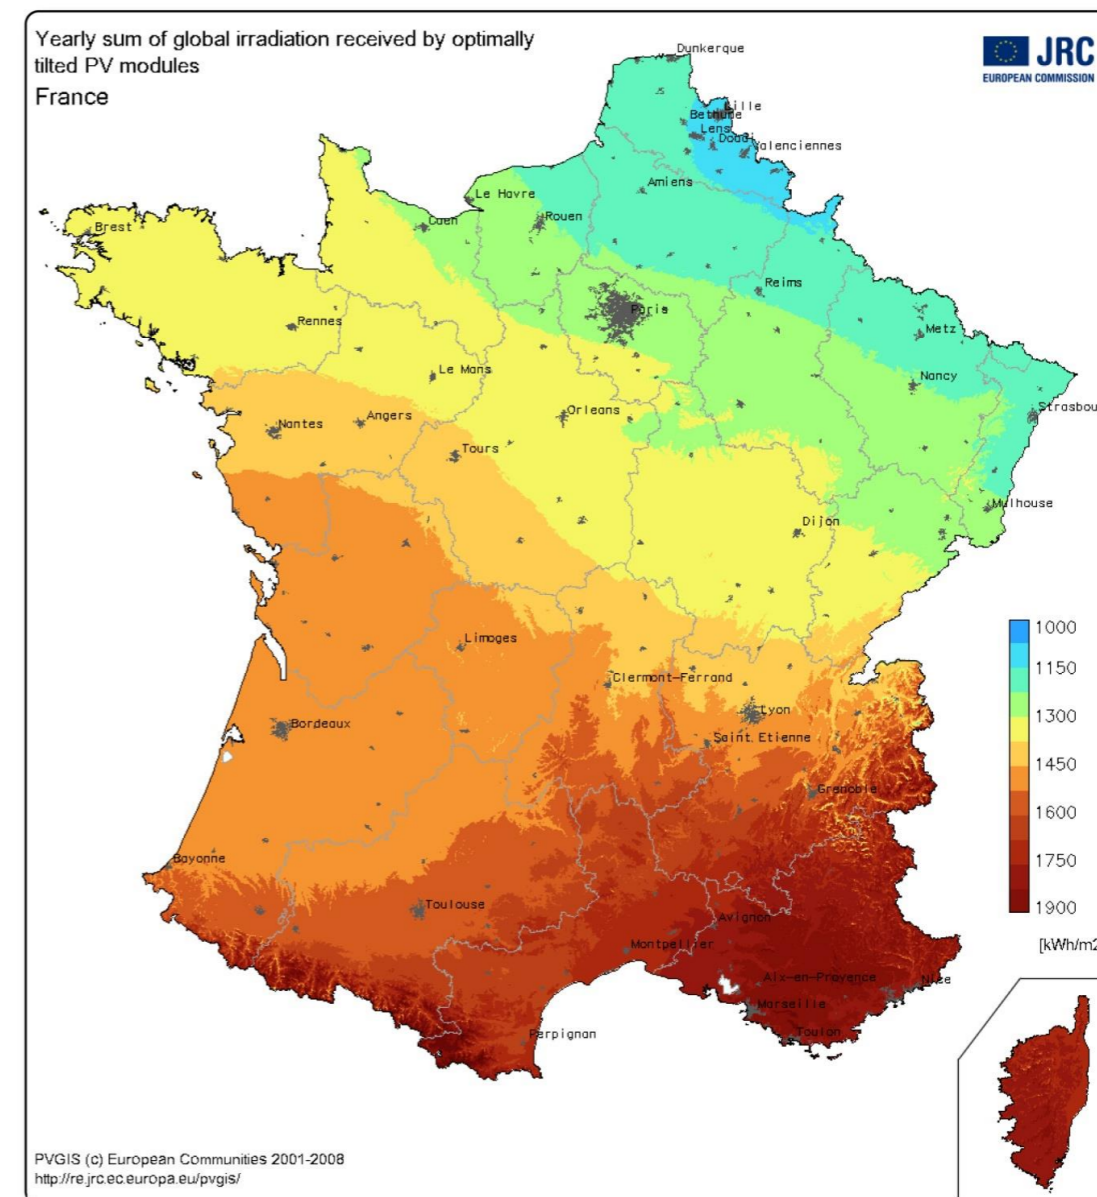 Yearly sum of global irradiation received by optimally
tilted PV modules
France
JRC
EUROPEAN COMMISSION
Dunkerque
Lille
Bethune
Lens
Douai
Valenciennes
Amiens
Le Havre
Rouen
Caen
Brest
Reims
Paris
Metz
Rennes
Nancy
Le Mans
Strasbou
Orleans
Angers
Nantes
Tours
Mulhouse
Dijon
Limoges
Clermont-Ferrand
Lyon
Bordeaux
Saint Etienne
Grenoble
Bayonne
Toulouse
Avignon
Montpellier
Aix-en-Provence
Nice
Marseille
Toulon
Perpignan
1000
1150
1300
1450
1600
1750
1900
[kWh/m2
PVGIS (c) European Communities 2001-2008
http://re.jrc.ec.europa.eu/pvgis/